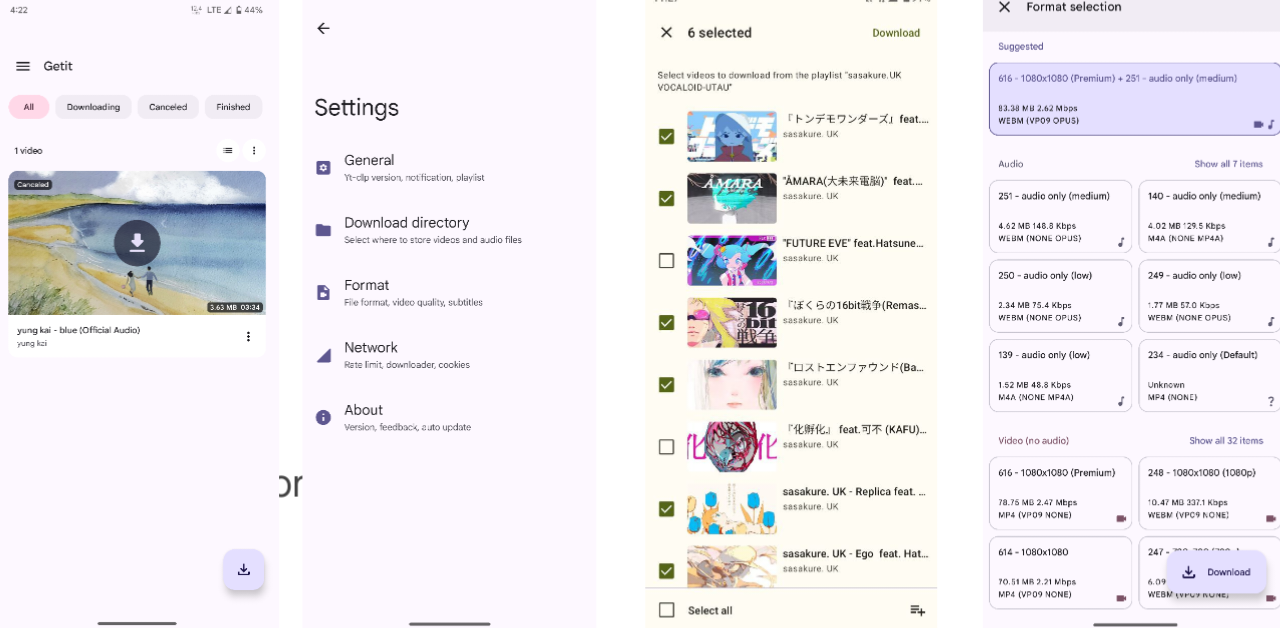 4:22
LTE 44%
Getit
All
Downloading
Canceled
Finished
1 video
Canceled
3.63 MB 03:34
yung kai - blue (Official Audio)
yung kai
or
Settings
General
Yt-clip version, notification, playlist
Download directory
Select where to store videos and audio files
Format
File format, video quality, subtitles
Network
Rate limit, downloader, cookies
About
Version, feedback, auto update
6 selected
Download
Select videos to download from the playlist "sasakure.UK
VOCALOID-UTAU"
『トンデモワンダーズ』 feat....
sasakure. UK
ĀMARA
"ĀMARA(大未来電脳)" feat....
sasakure. UK
"FUTURE EVE" feat.Hatsune...
sasakure. UK
16
bit
戦争
『ぼくらの16bit戦争(Remas...
sasakure. UK
『ロストエンファウンド(Ba...
sasakure. UK
化
化
『化孵化』 feat.可不 (KAFU)...
sasakure. UK
sasakure. UK - Replica feat. ...
sasakure. UK
sasakure. UK - Ego feat. Hat...
sasakure. UK
Select all
Format selection
Suggested
616 - 1080x1080 (Premium) + 251 - audio only (medium)
83.38 MB 2.62 Mbps
WEBM (VP09 OPUS)
Audio
Show all 7 items
251 - audio only (medium)
4.62 MB 148.8 Kbps
WEBM (NONE OPUS)
140 - audio only (medium)
4.02 MB 129.5 Kbps
M4A (NONE MP4A)
250 - audio only (low)
2.34 MB 75.4 Kbps
WEBM (NONE OPUS)
249 - audio only (low)
1.77 MB 57.0 Kbps
WEBM (NONE OPUS)
139 - audio only (low)
1.52 MB 48.8 Kbps
M4A (NONE MP4A)
234 - audio only (Default)
Unknown
MP4 (NONE)
?
Video (no audio)
Show all 32 items
616 - 1080x1080 (Premium)
78.75 MB 2.47 Mbps
MP4 (VP09 NONE)
248 - 1080x1080 (1080p)
10.47 MB 337.1 Kbps
WEBM (VP09 NONE)
614 - 1080x1080
70.51 MB 2.21 Mbps
MP4 (VP09 NONE)
247 -
6.09
WEBM (VP09 NONE)
Download